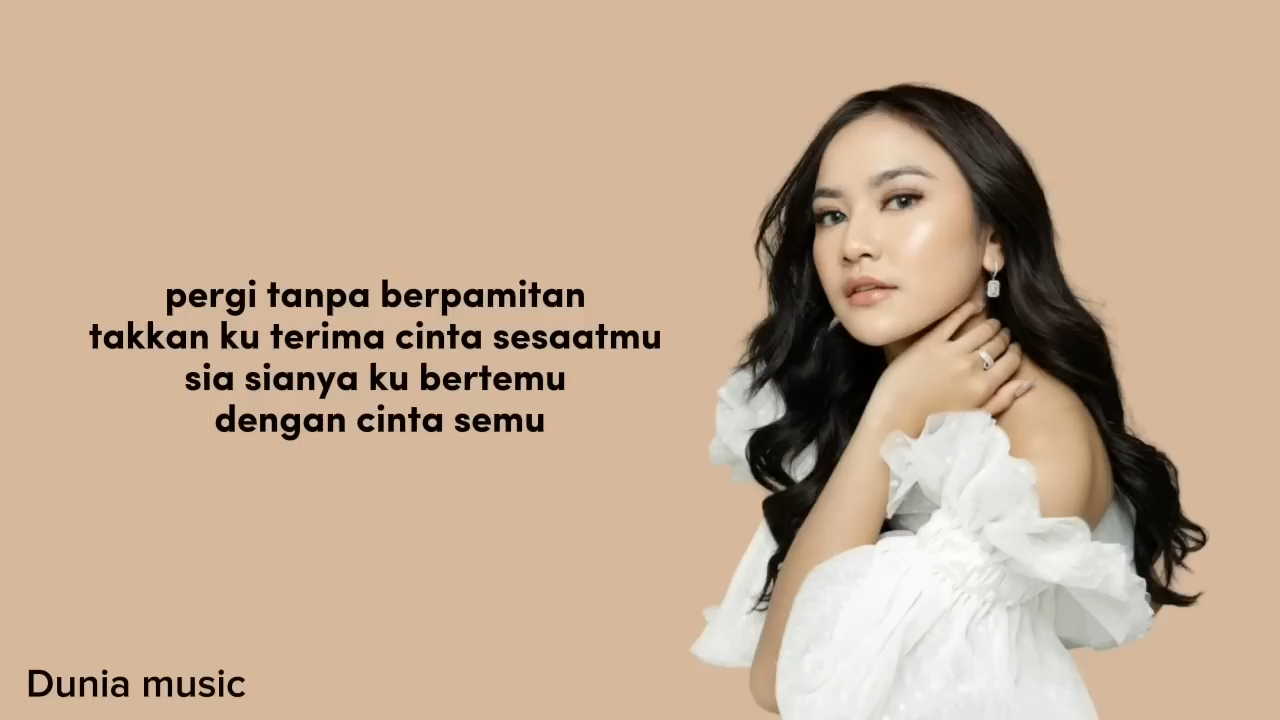 pergi tanpa berpamitan
takkan ku terima cinta sesaatmu
sia sianya ku bertemu
dengan cinta semu
Dunia music